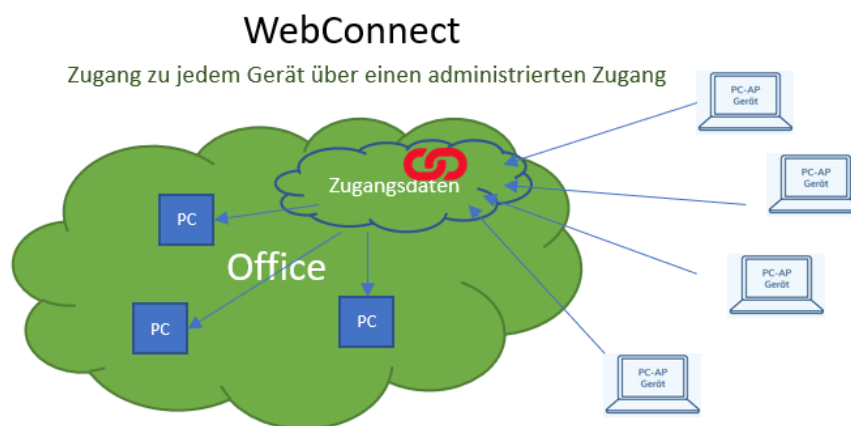 WebConnect
Zugang zu jedem Gerät über einen administrierten Zugang
PC-AP
Gerät
PC-AP
Gerät
Zugangsdaten
PC
Office
PC-AP
Gerät
PC
PC
PC-AP
Gerät